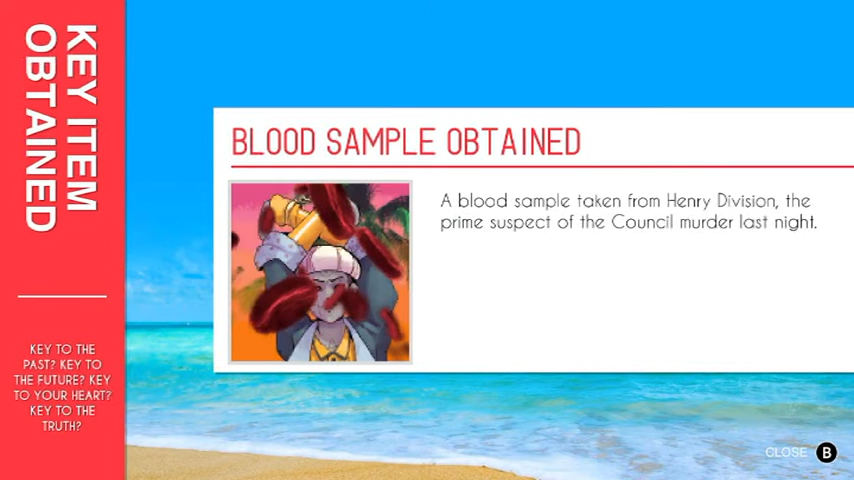 KEY ITEM
OBTAINED
KEY TO THE
PAST? KEY TO
THE FUTURE? KEY
TO YOUR HEART?
KEY TO THE
TRUTH?
BLOOD SAMPLE OBTAINED
A blood sample taken from Henry Division, the
prime suspect of the Council murder last night.
CLOSE B